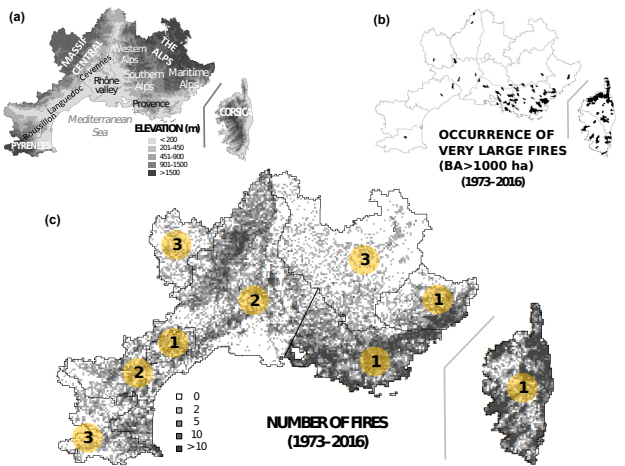 (a)
MASSIF
CENTRAL
THE
ALPS
Western
Alps
Cévennes
Rhône
valley
Southern
Alps
Maritime
Alps
Languedoc
Provence
Roussillon
Mediterranean
Sea
PYRENEES
CORSICA
ELEVATION (m)
< 200
201-450
451-900
901-1500
>1500
(b)
OCCURRENCE OF
VERY LARGE FIRES
(BA>1000 ha)
(1973–2016)
(c)
3
3
2
1
1
1
2
1
3
0
2
5
10
>10
NUMBER OF FIRES
(1973–2016)